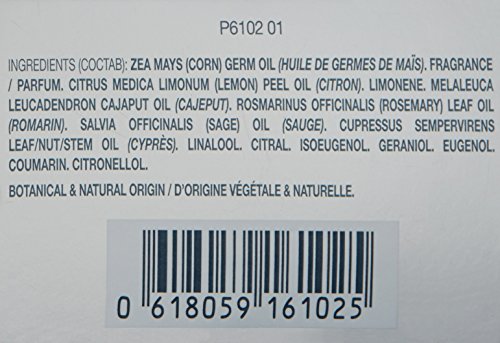 P6102 01
INGREDIENTS (COCTAB): ZEA MAYS (CORN) GERM OIL (HUILE DE GERMES DE MAÏS). FRAGRANCE
/ PARFUM. CITRUS MEDICA LIMONUM (LEMON) PEEL OIL (CITRON). LIMONENE. MELALEUCA
LEUCADENDRON CAJAPUT OIL (CAJEPUT). ROSMARINUS OFFICINALIS (ROSEMARY) LEAF OIL
(ROMARIN). SALVIA OFFICINALIS (SAGE) OIL (SAUGE). CUPRESSUS SEMPERVIRENS
LEAF/NUT/STEM OIL (CYPRÈS). LINALOOL. CITRAL. ISOEUGENOL. GERANIOL. EUGENOL.
COUMARIN. CITRONELLOL.
BOTANICAL & NATURAL ORIGIN / D'ORIGINE VÉGÉTALE & NATURELLE.
0 618059 161025